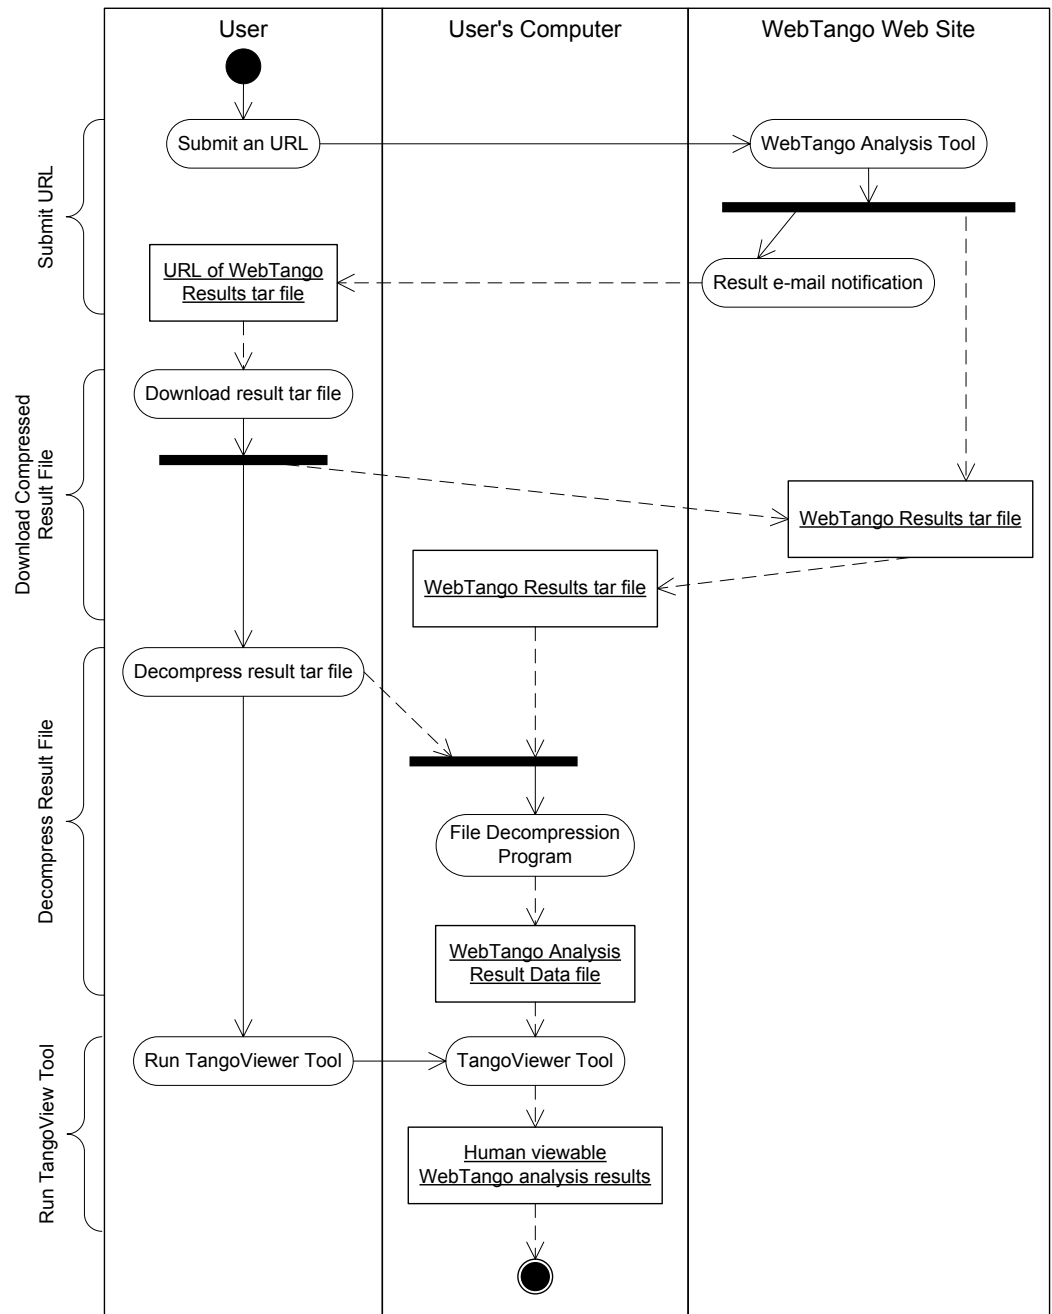 User
User's Computer
WebTango Web Site
Submit URL
Submit an URL
WebTango Analysis Tool
URL of WebTango
Results tar file
Result e-mail notification
Download Compressed
Result File
Download result tar file
WebTango Results tar file
WebTango Results tar file
Decompress Result File
Decompress result tar file
File Decompression
Program
WebTango Analysis
Result Data file
Run TangoView Tool
Run TangoViewer Tool
TangoViewer Tool
Human viewable
WebTango analysis results